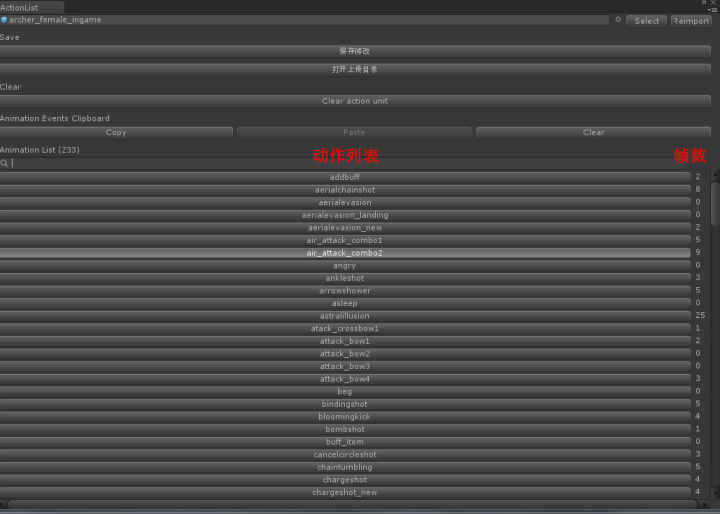 ActionList
archer_female_ingame Select Reimport
Save
保存修改
打开上传目录
Clear
Clear action unit
Animation Events Clipboard
Copy Paste Clear
Animation List (233) 动作列表 帧数
addbuff 2
aerialchainshot 8
aerialevasion 0
aerialevasion_landing 0
aerialevasion_new 2
air_attack_combo1 5
air_attack_combo2 9
angry 0
ankleshot 3
arrowshower 5
asleep 0
astralillusion 25
atack_crossbow1 1
attack_bow1 2
attack_bow2 0
attack_bow3 0
attack_bow4 3
beg 0
bindingshot 5
bloomingkick 4
bombshot 1
buff_item 0
cancelcircleshot 3
chaintumbling 5
chargeshot 4
chargeshot_new 4